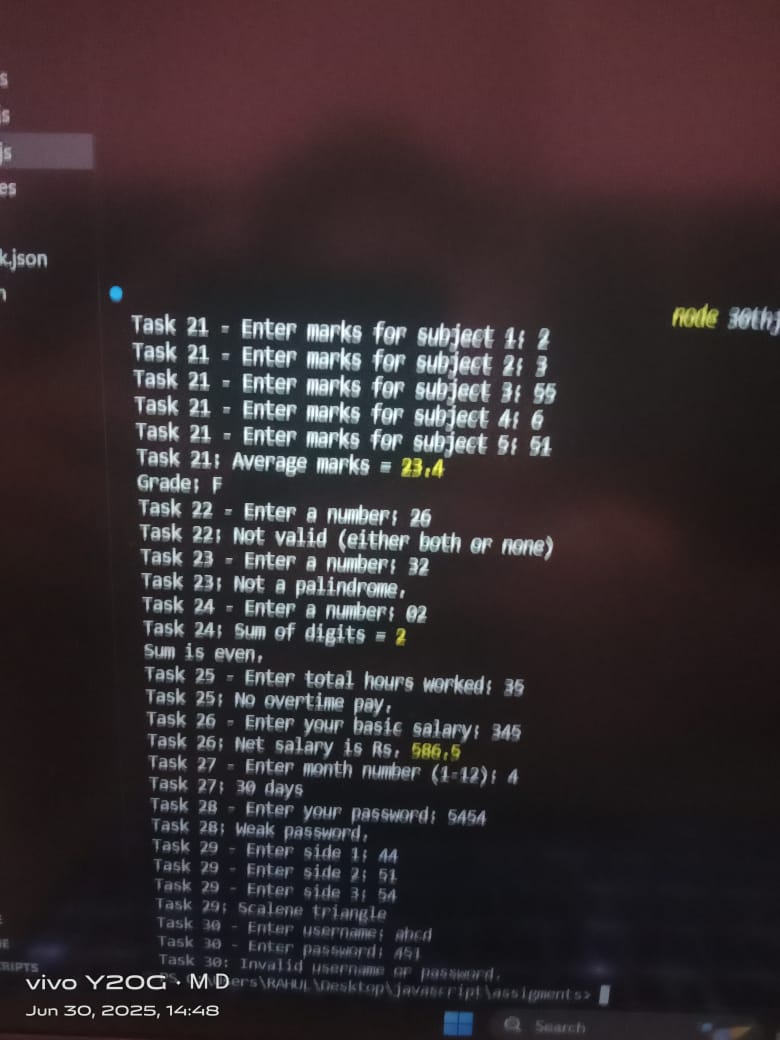 s
js
js
es
k.json
n
node 30thj
Task 21 - Enter marks for subject 1: 2
Task 21 - Enter marks for subject 2: 3
Task 21 - Enter marks for subject 3: 55
Task 21 - Enter marks for subject 4: 6
Task 21 - Enter marks for subject 5: 51
Task 21: Average marks = 23.4
Grade: F
Task 22 - Enter a number: 26
Task 22: Not valid (either both or none)
Task 23 - Enter a number: 32
Task 23: Not a palindrome.
Task 24 - Enter a number: 02
Task 24: Sum of digits = 2
Sum is even.
Task 25 - Enter total hours worked: 35
Task 25: No overtime pay.
Task 26 - Enter your basic salary: 345
Task 26: Net salary is Rs. 586.5
Task 27 - Enter month number (1-12): 4
Task 27: 30 days
Task 28 - Enter your password: 5454
Task 28: Weak password.
Task 29 - Enter side 1: 44
Task 29 - Enter side 2: 51
Task 29 - Enter side 3: 54
Task 29: Scalene triangle
Task 30 - Enter username: abcd
Task 30 - Enter password: 451
Task 30: Invalid username or password.
RIPTS
PS C:\Users\RAHUL\Desktop\javascript\assigments>
vivo Y20G · MD
Jun 30, 2025, 14:48
Search